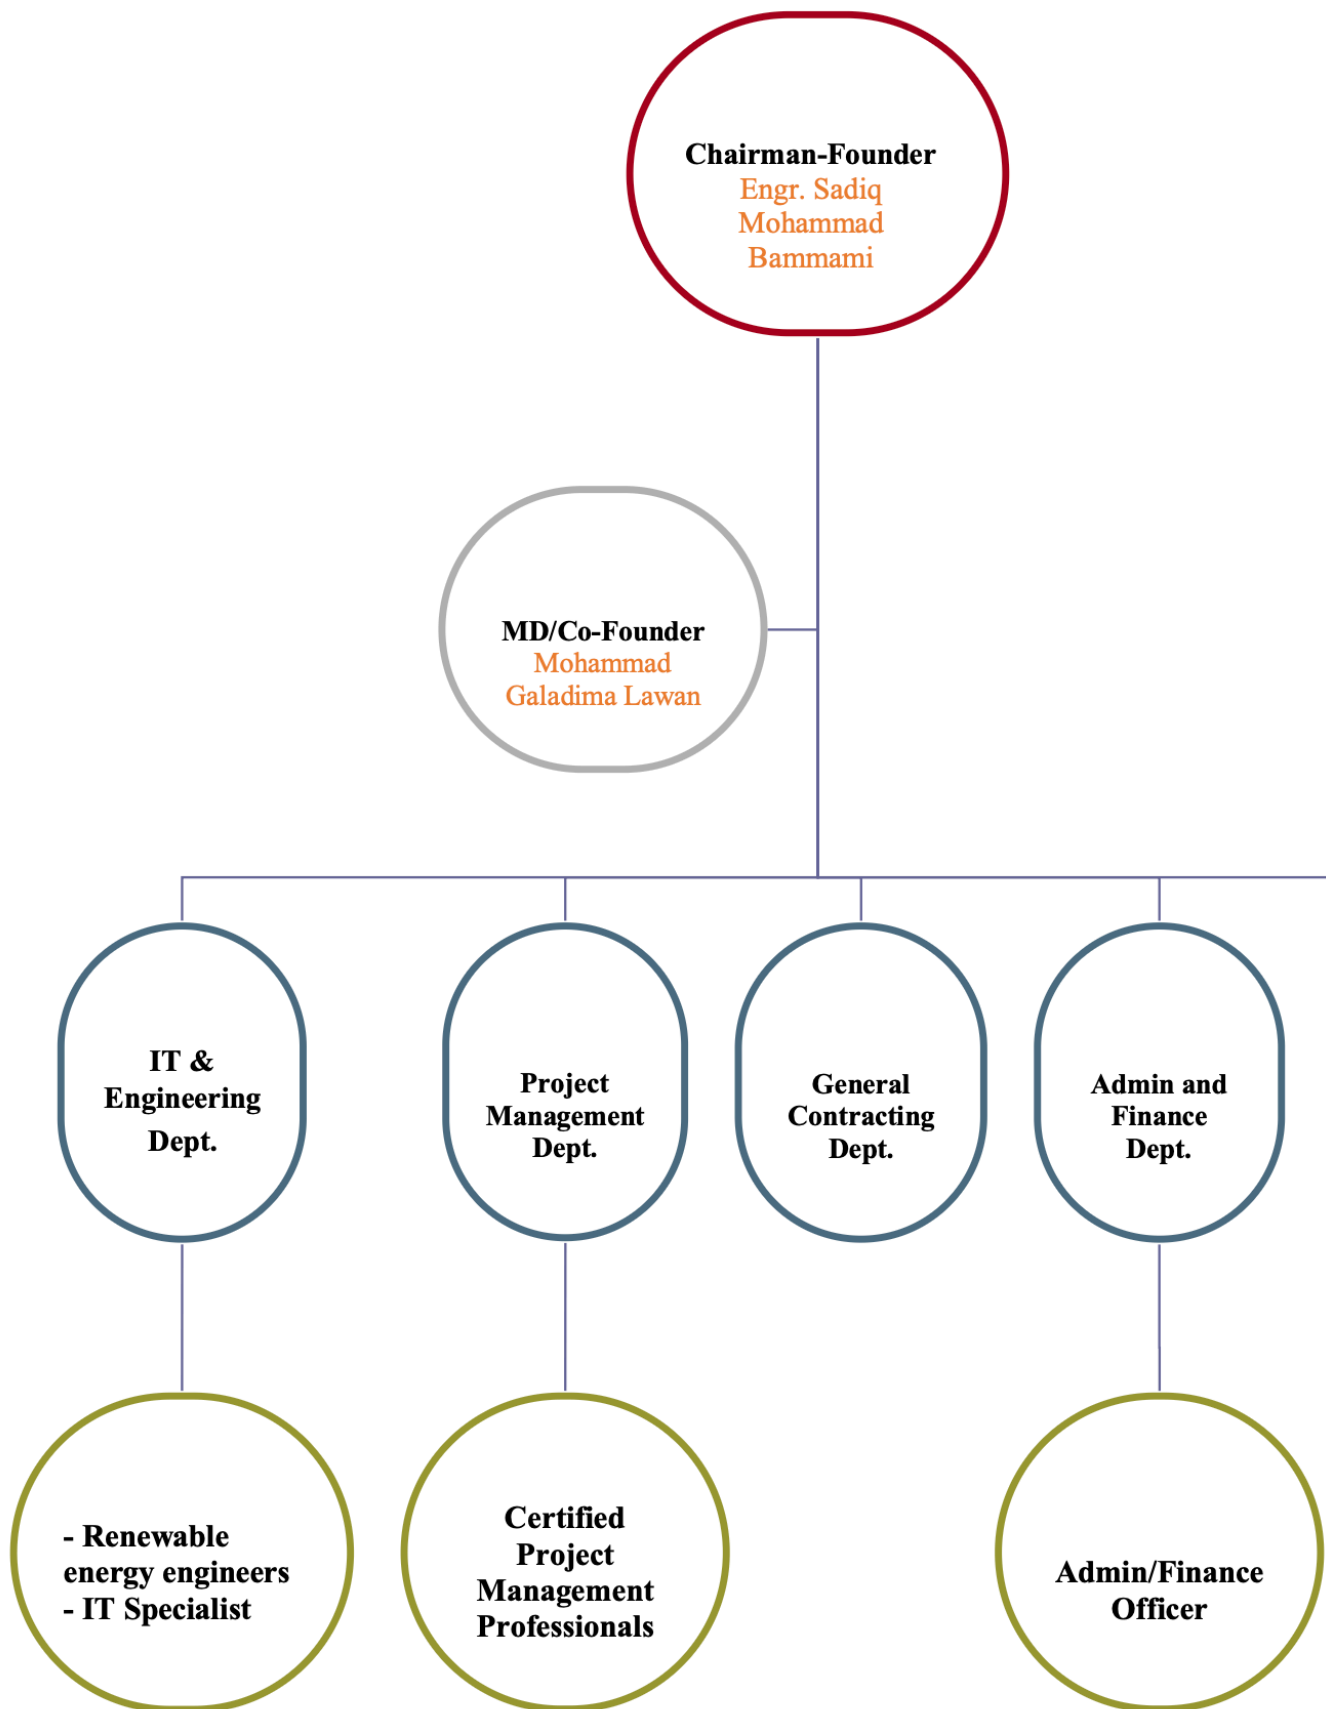 Chairman-Founder
Engr. Sadiq
Mohammad
Bammami
MD/Co-Founder
Mohammad
Galadima Lawan
IT &
Engineering
Dept.
Project
Management
Dept.
General
Contracting
Dept.
Admin and
Finance
Dept.
- Renewable
energy engineers
- IT Specialist
Certified
Project
Management
Professionals
Admin/Finance
Officer